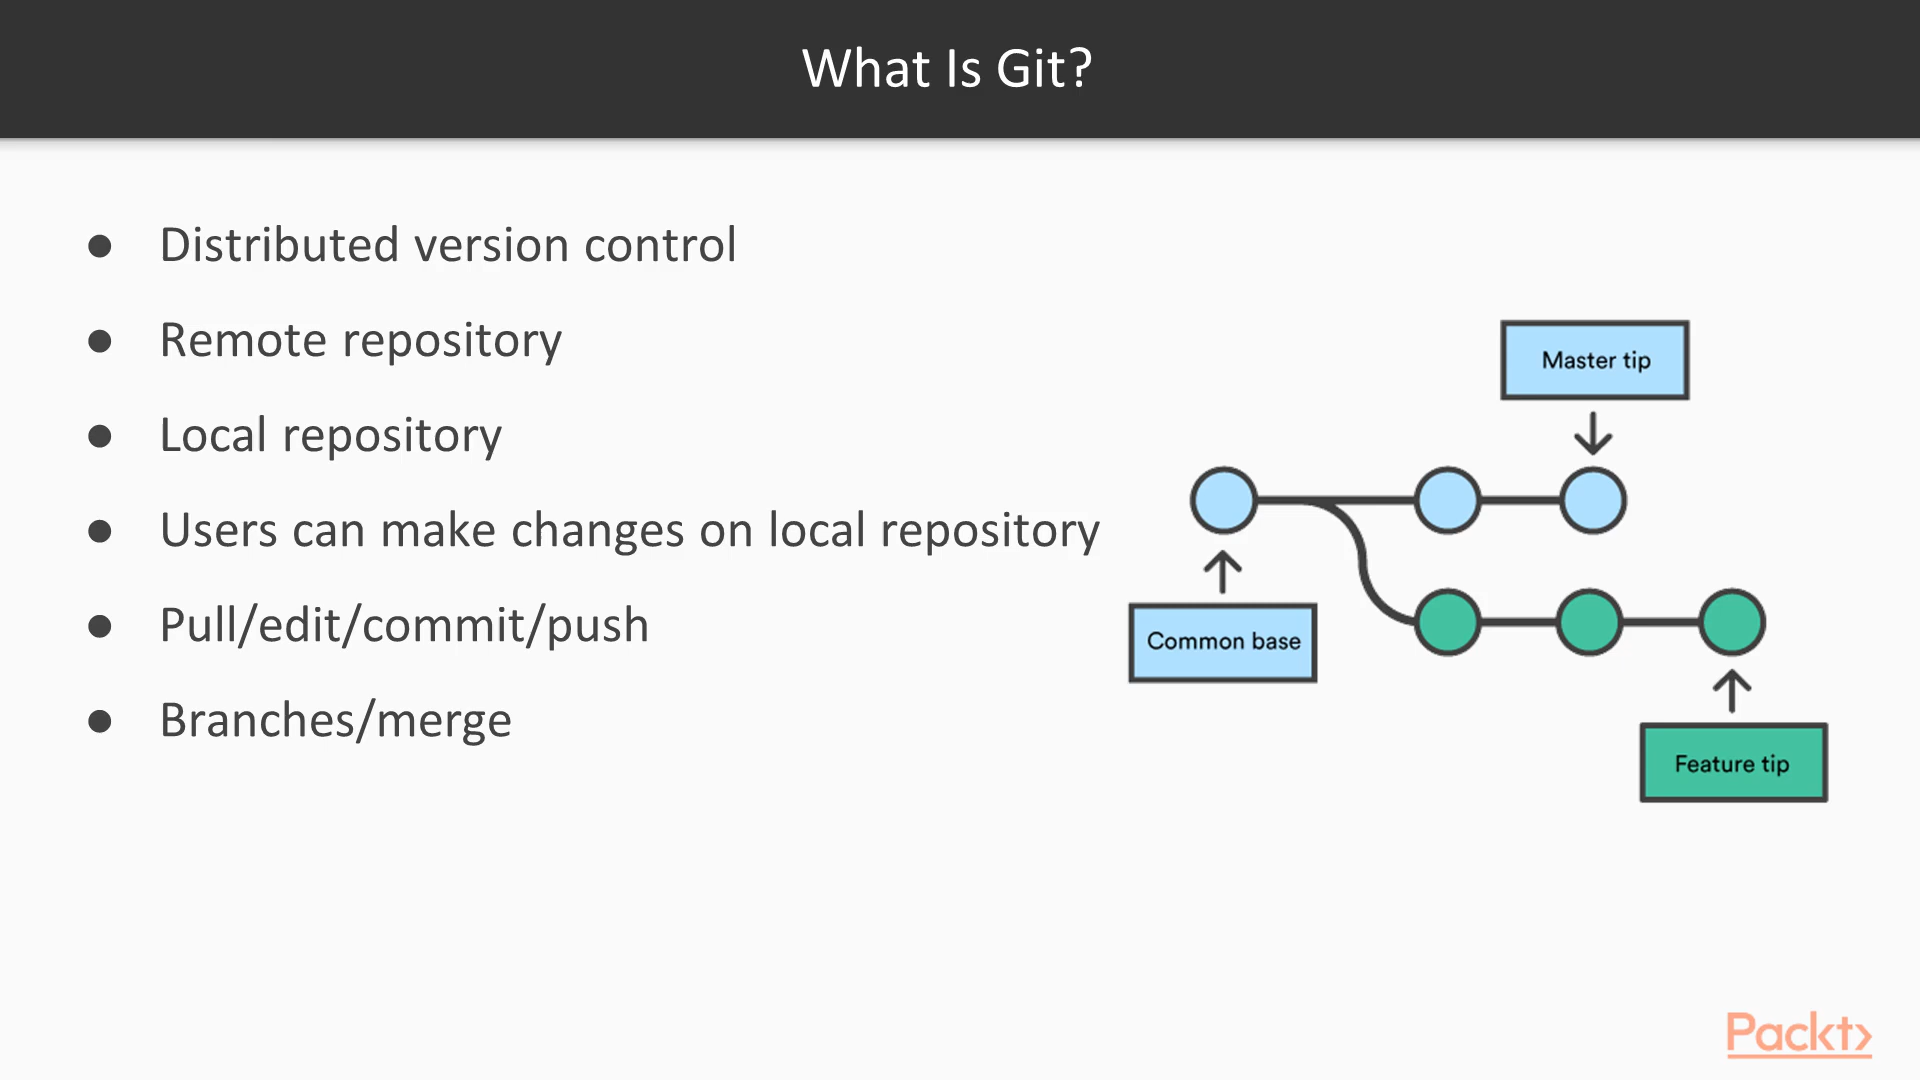 What Is Git?
● Distributed version control
● Remote repository
● Local repository
● Users can make changes on local repository
● Pull/edit/commit/push
● Branches/merge
Master tip
Common base
Feature tip
Packt>